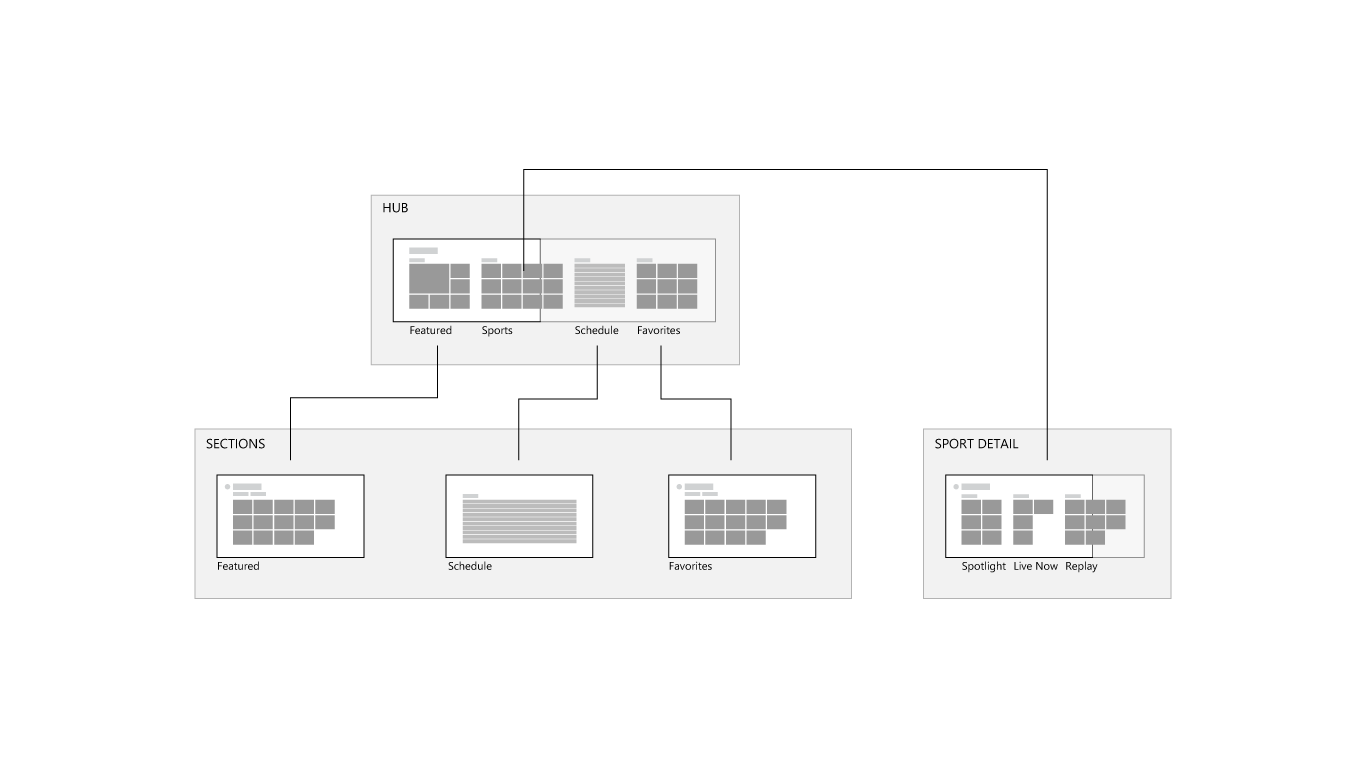 HUB
Featured Sports Schedule Favorites
SECTIONS
Featured Schedule Favorites
SPORT DETAIL
Spotlight Live Now Replay